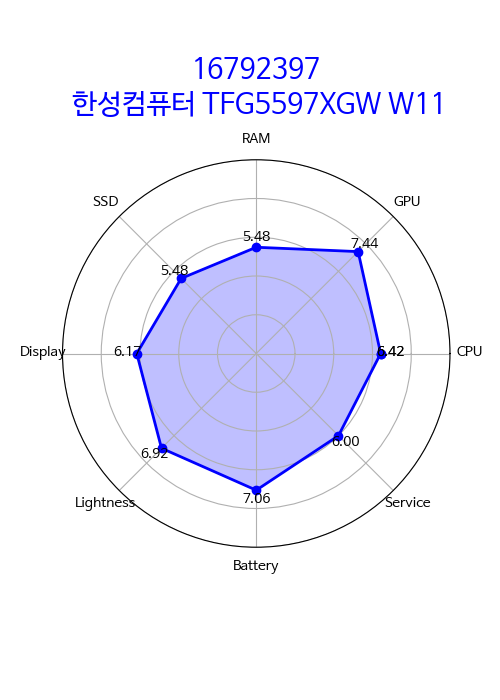 16792397
한성컴퓨터 TFG5597XGW W11
RAM
SSD
GPU
5.48
7.44
5.48
Display
6.17
6.42
CPU
6.92
6.00
7.06
Lightness
Service
Battery